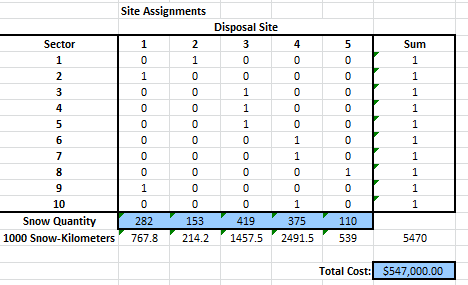 Site Assignments
Disposal Site
Sector 1 2 3 4 5 Sum
1 0 1 0 0 0 1
2 1 0 0 0 0 1
3 0 0 1 0 0 1
4 0 0 1 0 0 1
5 0 0 1 0 0 1
6 0 0 0 1 0 1
7 0 0 0 1 0 1
8 0 0 0 0 1 1
9 1 0 0 0 0 1
10 0 0 0 1 0 1
Snow Quantity 282 153 419 375 110
1000 Snow-Kilometers 767.8 214.2 1457.5 2491.5 539 5470
Total Cost: $547,000.00